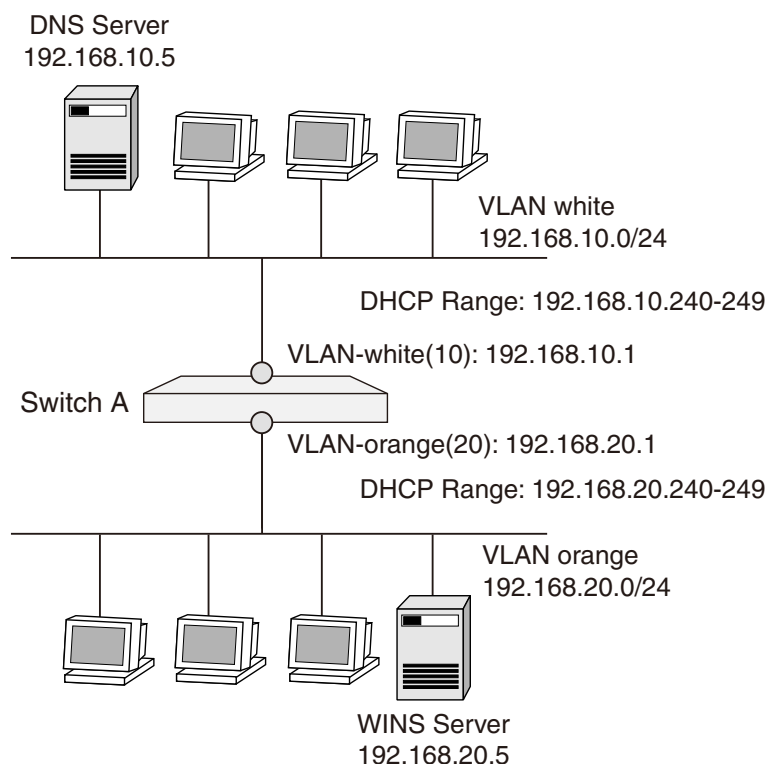 DNS Server
192.168.10.5
VLAN white
192.168.10.0/24
DHCP Range: 192.168.10.240-249
VLAN-white(10): 192.168.10.1
Switch A
VLAN-orange(20): 192.168.20.1
DHCP Range: 192.168.20.240-249
VLAN orange
192.168.20.0/24
WINS Server
192.168.20.5